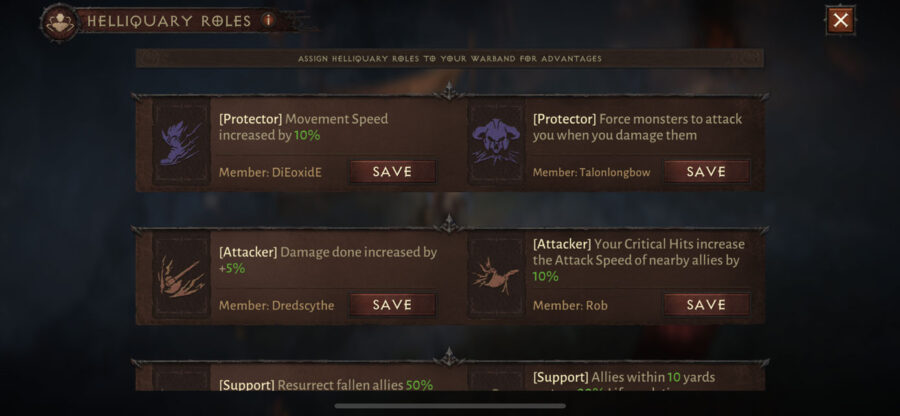 HELLIQUARY ROLES
ASSIGN HELLIQUARY ROLES TO YOUR WARBAND FOR ADVANTAGES
[Protector] Movement Speed
increased by 10%
Member: DiEoxidE
SAVE
[Protector] Force monsters to attack
you when you damage them
Member: Talonlongbow
SAVE
[Attacker] Damage done increased by
+5%
Member: Dredscythe
SAVE
[Attacker] Your Critical Hits increase
the Attack Speed of nearby allies by
10%
Member: Rob
SAVE
[Support] Resurrect fallen allies 50%
[Support] Allies within 10 yards